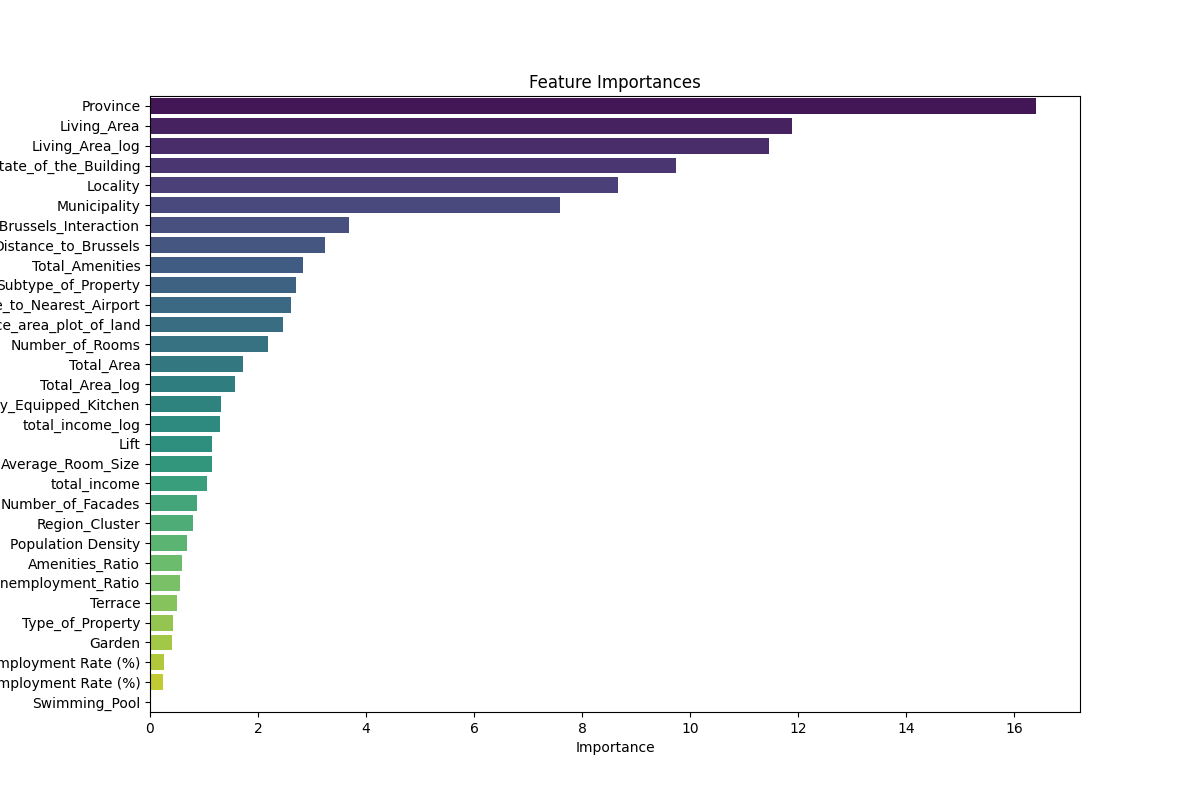 Feature Importances
Province
Living_Area
Living_Area_log
tate_of_the_Building
Locality
Municipality
Brussels_Interaction
Distance_to_Brussels
Total_Amenities
Subtype_of_Property
e_to_Nearest_Airport
ce_area_plot_of_land
Number_of_Rooms
Total_Area
Total_Area_log
y_Equipped_Kitchen
total_income_log
Lift
Average_Room_Size
total_income
Number_of_Facades
Region_Cluster
Population Density
Amenities_Ratio
nemployment_Ratio
Terrace
Type_of_Property
Garden
mployment Rate (%)
mployment Rate (%)
Swimming_Pool
0 2 4 6 8 10 12 14 16
Importance